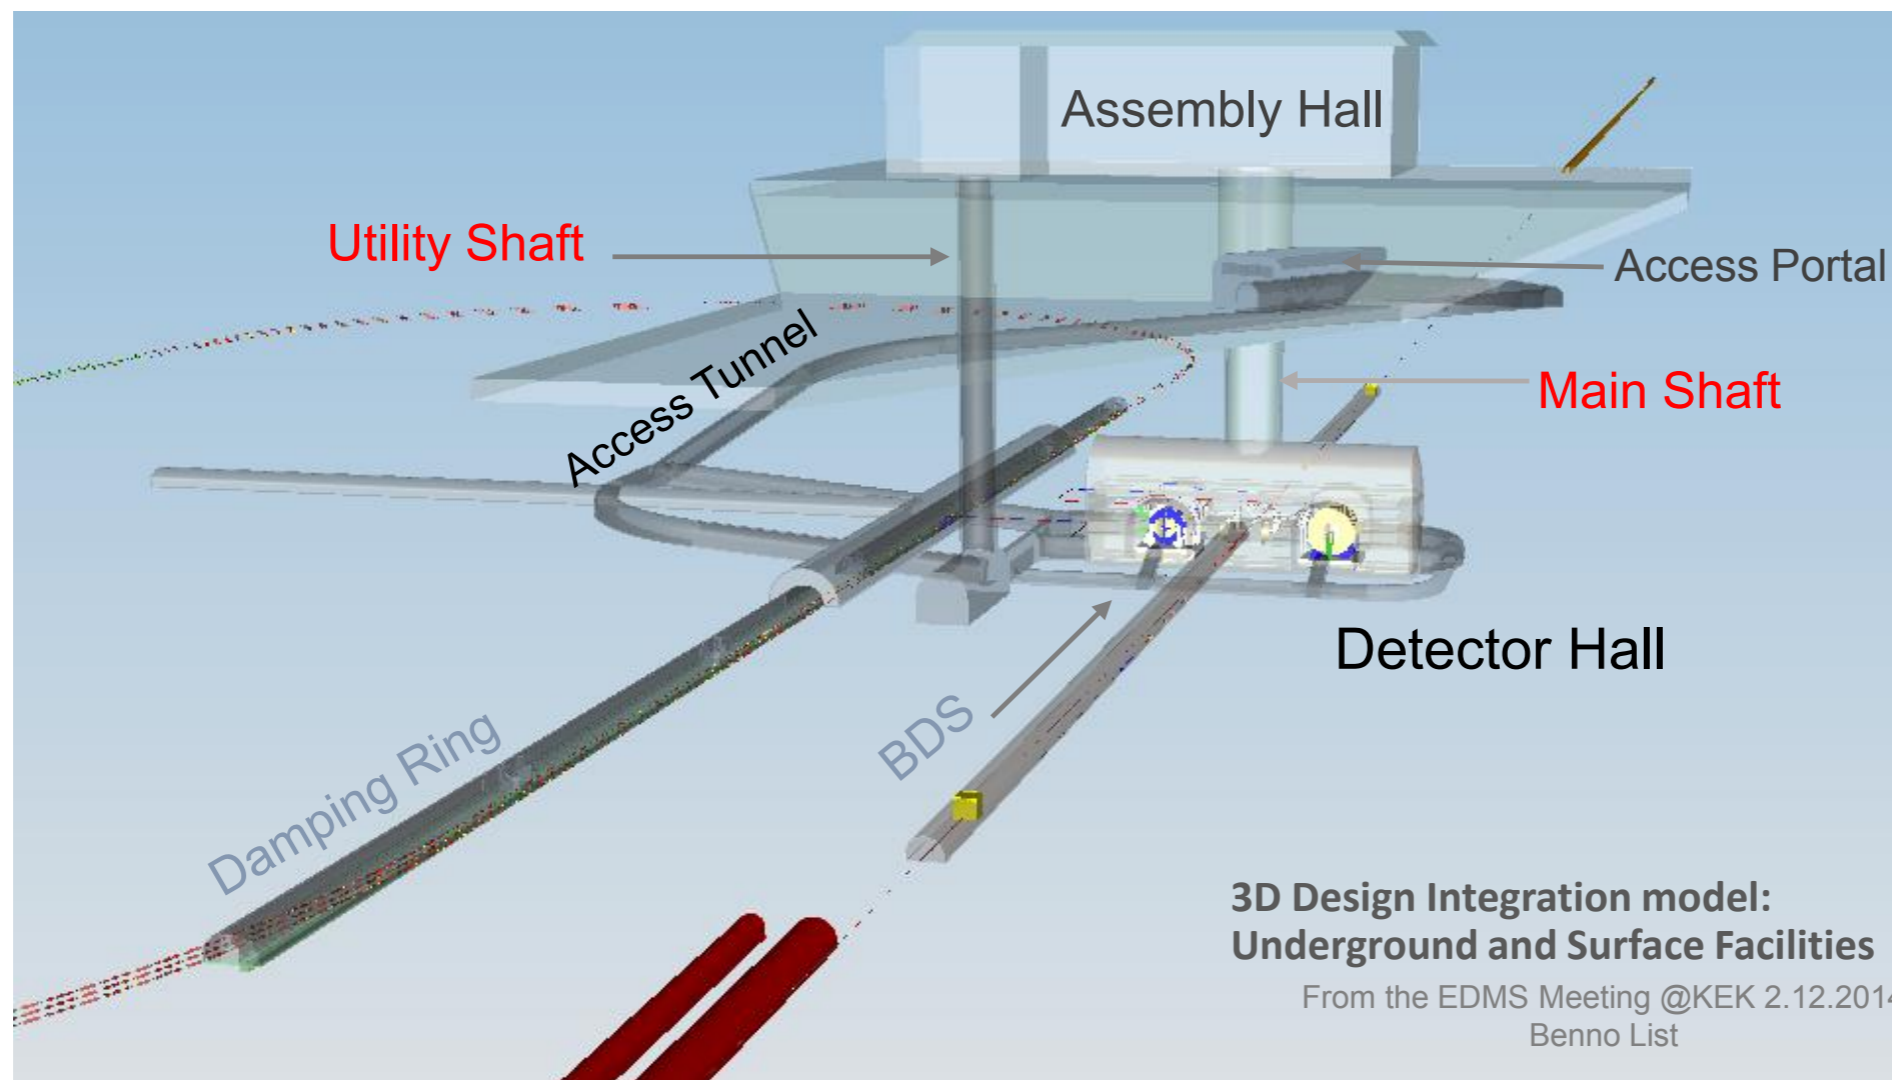 Assembly Hall
Utility Shaft
Access Portal
Access Tunnel
Main Shaft
Detector Hall
BDS
Damping Ring
3D Design Integration model:
Underground and Surface Facilities
From the EDMS Meeting @KEK 2.12.2014
Benno List